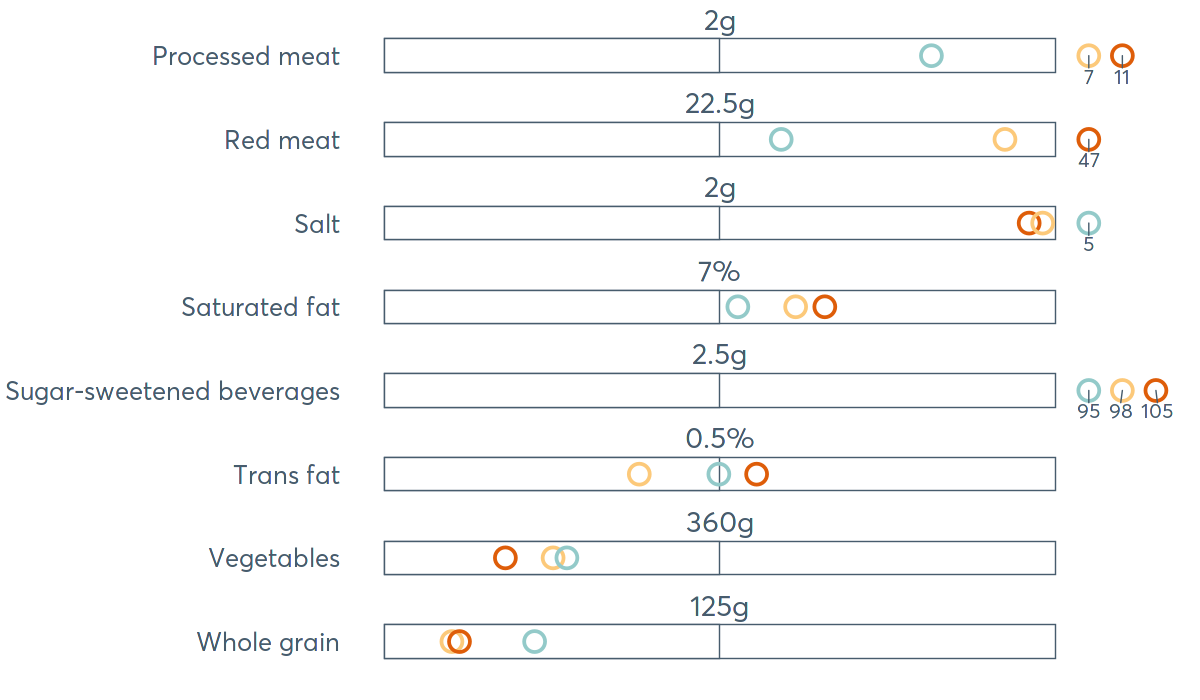 2g
Processed meat
7 11
22.5g
Red meat
47
2g
Salt
5
7%
Saturated fat
2.5g
Sugar-sweetened beverages
95 98 105
0.5%
Trans fat
360g
Vegetables
125g
Whole grain